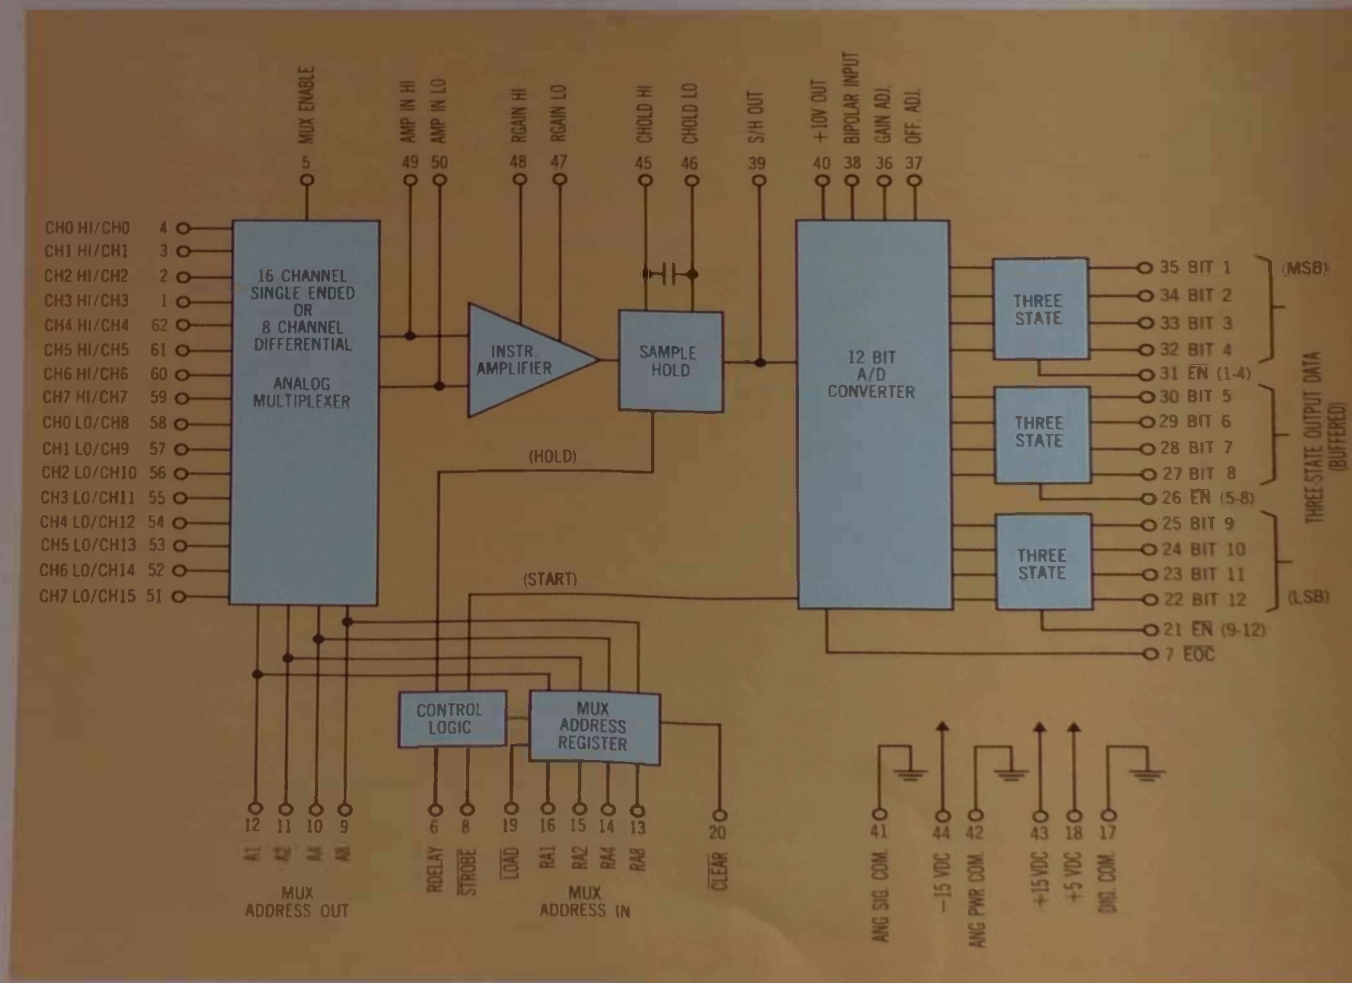 MUX ENABLE
AMP IN HI
AMP IN LO
RGAIN HI
RGAIN LO
CHOLD HI
CHOLD LO
S/H OUT
+10V OUT
BIPOLAR INPUT
GAIN ADJ.
OFF. ADJ.
5
49
50
48
47
45
46
39
40
38
36
37
CH0 HI/CH0 4
CH1 HI/CH1 3
CH2 HI/CH2 2
CH3 HI/CH3 1
CH4 HI/CH4 62
CH5 HI/CH5 61
CH6 HI/CH6 60
CH7 HI/CH7 59
CH0 LO/CH8 58
CH1 LO/CH9 57
CH2 LO/CH10 56
CH3 LO/CH11 55
CH4 LO/CH12 54
CH5 LO/CH13 53
CH6 LO/CH14 52
CH7 LO/CH15 51
16 CHANNEL
SINGLE ENDED
OR
8 CHANNEL
DIFFERENTIAL
ANALOG
MULTIPLEXER
INSTR.
AMPLIFIER
SAMPLE
HOLD
12 BIT
A/D
CONVERTER
THREE
STATE
THREE
STATE
THREE
STATE
35 BIT 1 (MSB)
34 BIT 2
33 BIT 3
32 BIT 4
31 E̅N̅ (1-4)
30 BIT 5
29 BIT 6
28 BIT 7
27 BIT 8
26 E̅N̅ (5-8)
25 BIT 9
24 BIT 10
23 BIT 11
22 BIT 12 (LSB)
21 E̅N̅ (9-12)
7 E̅O̅C̅
THREE-STATE OUTPUT DATA
(BUFFERED)
(HOLD)
(START)
CONTROL
LOGIC
MUX
ADDRESS
REGISTER
12
11
10
9
6
8
19
16
15
14
13
20
41
44
42
43
18
17
A1
A2
A4
A8
RDELAY
S̅T̅R̅O̅B̅E̅
L̅O̅A̅D̅
RA1
RA2
RA4
RA8
C̅L̅E̅A̅R̅
ANG SIG. COM.
-15 VDC
ANG PWR COM.
+15VDC
+5 VDC
DIG. COM.
MUX
ADDRESS OUT
MUX
ADDRESS IN